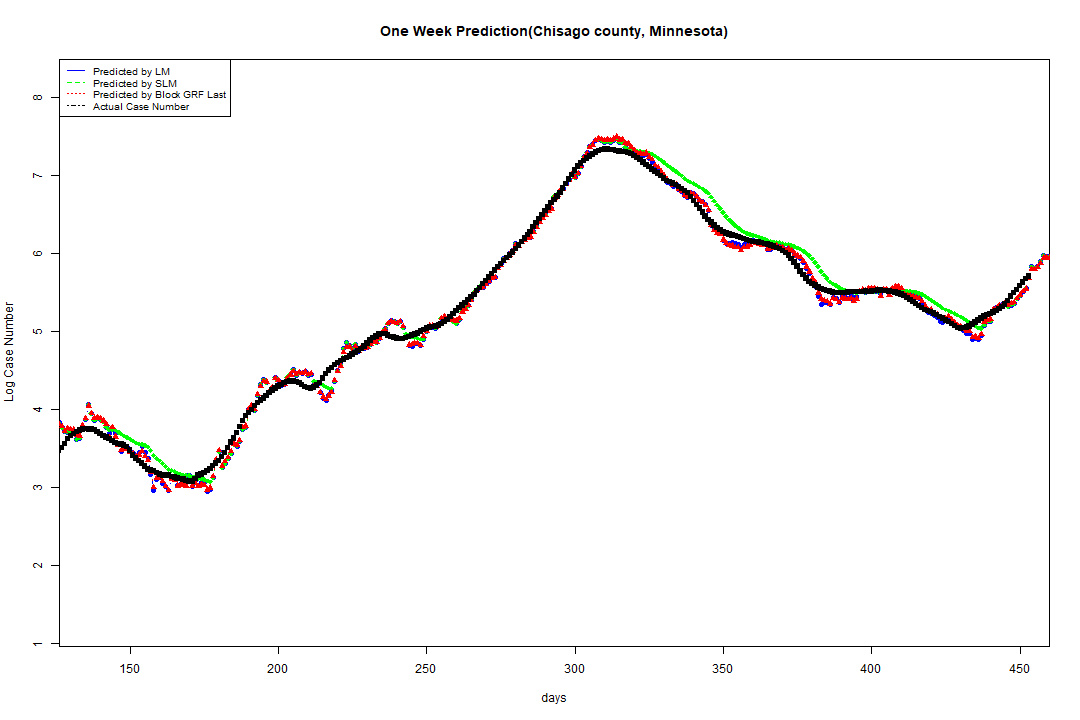 One Week Prediction(Chisago county, Minnesota)
Predicted by LM
Predicted by SLM
Predicted by Block GRF Last
Actual Case Number
8
7
6
5
4
3
2
1
Log Case Number
150 200 250 300 350 400 450
days